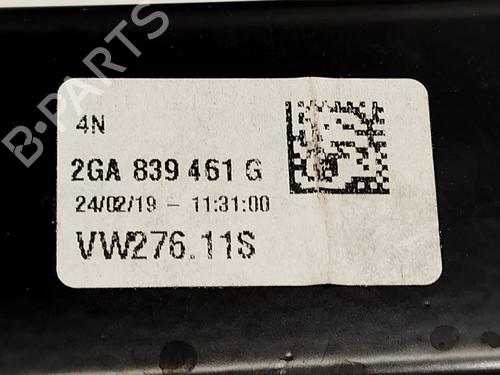 B-PARTS
4N
2GA 839 461 G
24/02/19 - 11:31:00
VW276.11S